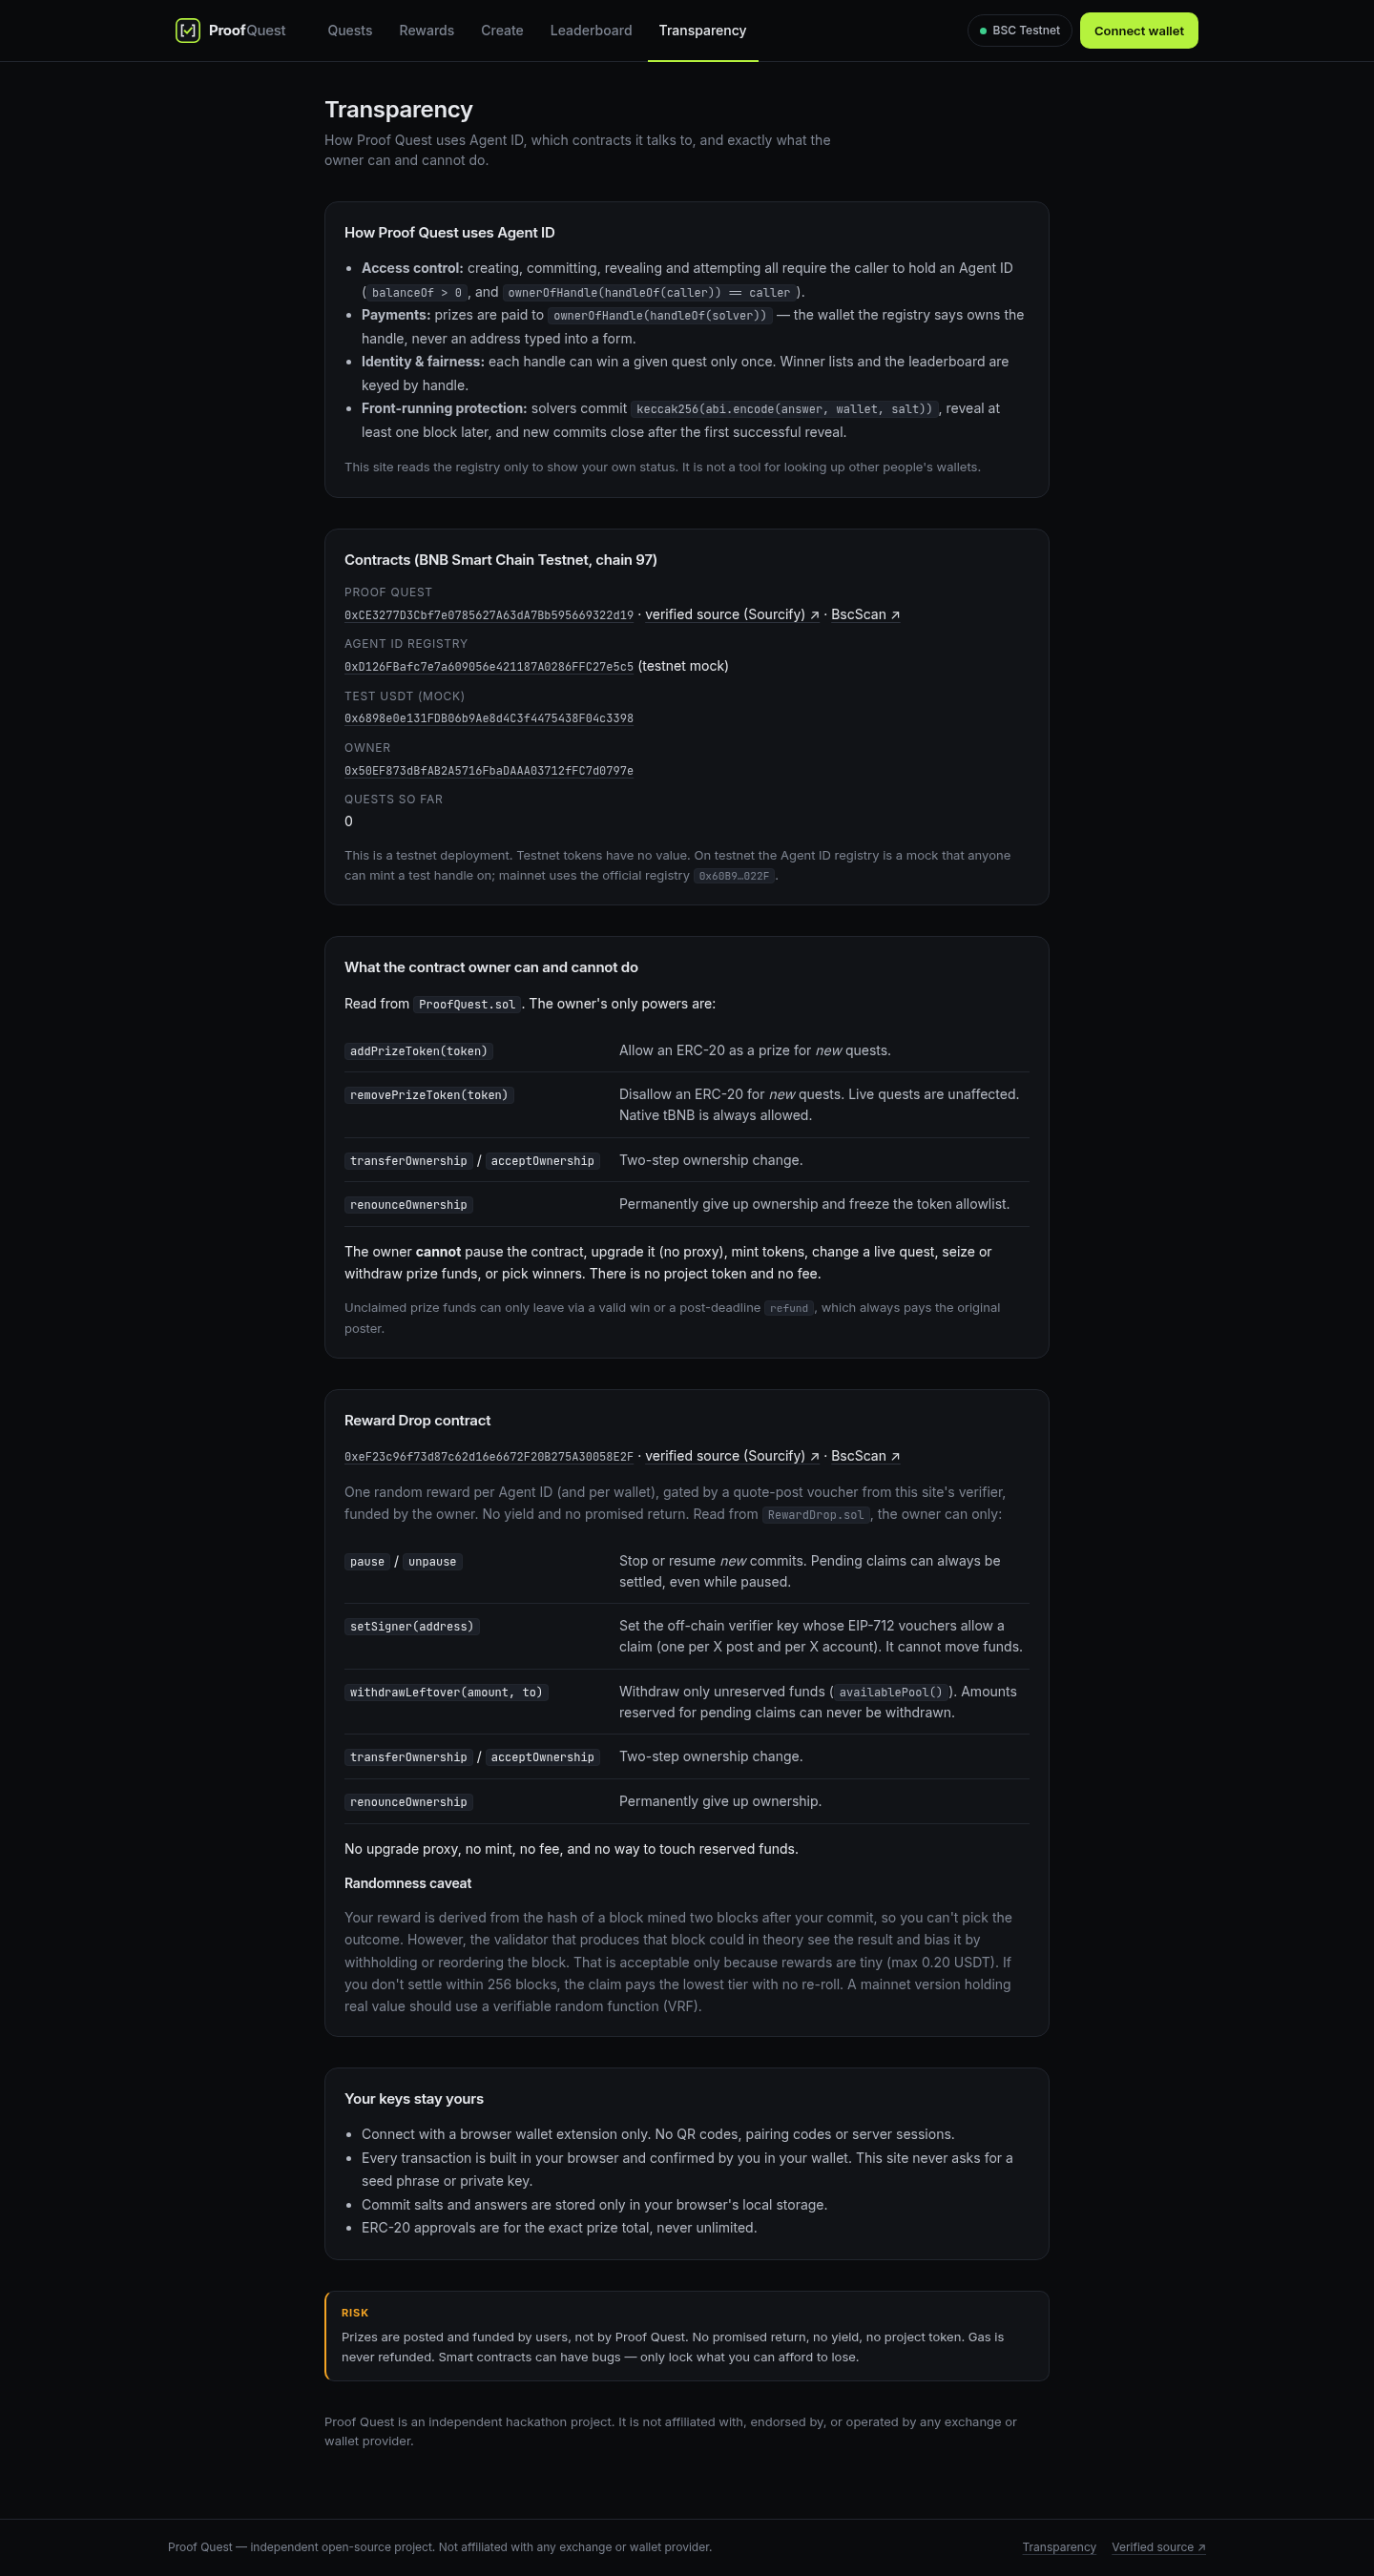 ProofQuest Quests Rewards Create Leaderboard Transparency BSC Testnet Connect wallet
Transparency
How Proof Quest uses Agent ID, which contracts it talks to, and exactly what the
owner can and cannot do.
How Proof Quest uses Agent ID
• Access control: creating, committing, revealing and attempting all require the caller to hold an Agent ID
( balanceOf > 0 , and ownerOfHandle(handleOf(caller)) == caller ).
• Payments: prizes are paid to ownerOfHandle(handleOf(solver)) — the wallet the registry says owns the
handle, never an address typed into a form.
• Identity & fairness: each handle can win a given quest only once. Winner lists and the leaderboard are
keyed by handle.
• Front-running protection: solvers commit keccak256(abi.encode(answer, wallet, salt)) , reveal at
least one block later, and new commits close after the first successful reveal.
This site reads the registry only to show your own status. It is not a tool for looking up other people's wallets.
Contracts (BNB Smart Chain Testnet, chain 97)
PROOF QUEST
0xCE3277D3Cbf7e0785627A63dA7Bb595669322d19 · verified source (Sourcify) ↗ · BscScan ↗
AGENT ID REGISTRY
0xD126FBafc7e7a609056e421187A0286FFC27e5c5 (testnet mock)
TEST USDT (MOCK)
0x6898e0e131FDB06b9Ae8d4C3f4475438F04c3398
OWNER
0x50EF873dBfAB2A5716FbaDAAA03712fFC7d0797e
QUESTS SO FAR
0
This is a testnet deployment. Testnet tokens have no value. On testnet the Agent ID registry is a mock that anyone
can mint a test handle on; mainnet uses the official registry 0x60B9…022F .
What the contract owner can and cannot do
Read from ProofQuest.sol . The owner's only powers are:
addPrizeToken(token) Allow an ERC-20 as a prize for new quests.
removePrizeToken(token) Disallow an ERC-20 for new quests. Live quests are unaffected.
Native tBNB is always allowed.
transferOwnership / acceptOwnership Two-step ownership change.
renounceOwnership Permanently give up ownership and freeze the token allowlist.
The owner cannot pause the contract, upgrade it (no proxy), mint tokens, change a live quest, seize or
withdraw prize funds, or pick winners. There is no project token and no fee.
Unclaimed prize funds can only leave via a valid win or a post-deadline refund , which always pays the original
poster.
Reward Drop contract
0xeF23c96f73d87c62d16e6672F20B275A30058E2F · verified source (Sourcify) ↗ · BscScan ↗
One random reward per Agent ID (and per wallet), gated by a quote-post voucher from this site's verifier,
funded by the owner. No yield and no promised return. Read from RewardDrop.sol , the owner can only:
pause / unpause Stop or resume new commits. Pending claims can always be
settled, even while paused.
setSigner(address) Set the off-chain verifier key whose EIP-712 vouchers allow a
claim (one per X post and per X account). It cannot move funds.
withdrawLeftover(amount, to) Withdraw only unreserved funds ( availablePool() ). Amounts
reserved for pending claims can never be withdrawn.
transferOwnership / acceptOwnership Two-step ownership change.
renounceOwnership Permanently give up ownership.
No upgrade proxy, no mint, no fee, and no way to touch reserved funds.
Randomness caveat
Your reward is derived from the hash of a block mined two blocks after your commit, so you can't pick the
outcome. However, the validator that produces that block could in theory see the result and bias it by
withholding or reordering the block. That is acceptable only because rewards are tiny (max 0.20 USDT). If
you don't settle within 256 blocks, the claim pays the lowest tier with no re-roll. A mainnet version holding
real value should use a verifiable random function (VRF).
Your keys stay yours
• Connect with a browser wallet extension only. No QR codes, pairing codes or server sessions.
• Every transaction is built in your browser and confirmed by you in your wallet. This site never asks for a
seed phrase or private key.
• Commit salts and answers are stored only in your browser's local storage.
• ERC-20 approvals are for the exact prize total, never unlimited.
RISK
Prizes are posted and funded by users, not by Proof Quest. No promised return, no yield, no project token. Gas is
never refunded. Smart contracts can have bugs — only lock what you can afford to lose.
Proof Quest is an independent hackathon project. It is not affiliated with, endorsed by, or operated by any exchange or
wallet provider.
Proof Quest — independent open-source project. Not affiliated with any exchange or wallet provider. Transparency Verified source ↗